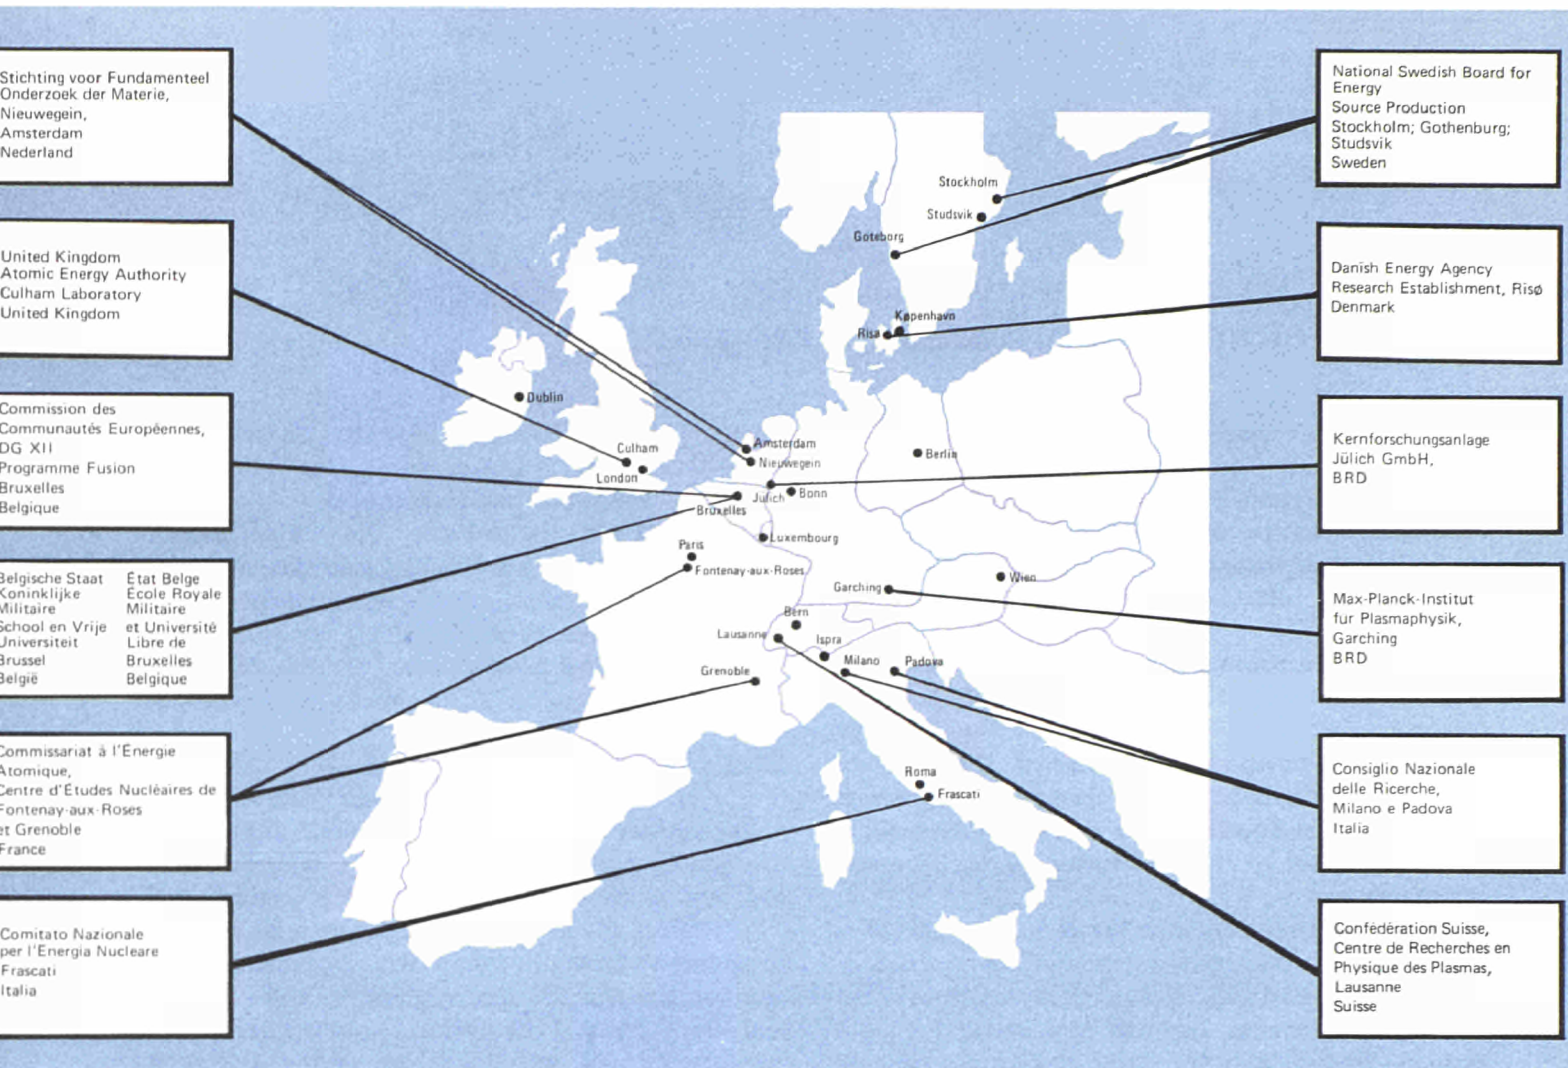 Stichting voor Fundamenteel
Onderzoek der Materie,
Nieuwegein,
Amsterdam
Nederland
United Kingdom
Atomic Energy Authority
Culham Laboratory
United Kingdom
Commission des
Communautés Européennes,
DG XII
Programme Fusion
Bruxelles
Belgique
Belgische Staat
Koninklijke
Militaire
School en Vrije
Universiteit
Brussel
België
État Belge
École Royale
Militaire
et Université
Libre de
Bruxelles
Belgique
Commissariat à l'Énergie
Atomique,
Centre d'Études Nucléaires de
Fontenay-aux-Roses
et Grenoble
France
Comitato Nazionale
per l'Energia Nucleare
Frascati
Italia
Stockholm
Studsvik
Goteborg
København
Risa
Dublin
Culham
London
Amsterdam
Nieuwegein
Berlin
Julich
Bonn
Bruxelles
Luxembourg
Paris
Fontenay-aux-Roses
Garching
Wien
Bern
Lausanne
Ispra
Milano
Padova
Grenoble
Roma
Frascati
National Swedish Board for
Energy
Source Production
Stockholm; Gothenburg;
Studsvik
Sweden
Danish Energy Agency
Research Establishment, Risø
Denmark
Kernforschungsanlage
Jülich GmbH,
BRD
Max-Planck-Institut
fur Plasmaphysik,
Garching
BRD
Consiglio Nazionale
delle Ricerche,
Milano e Padova
Italia
Confédération Suisse,
Centre de Recherches en
Physique des Plasmas,
Lausanne
Suisse